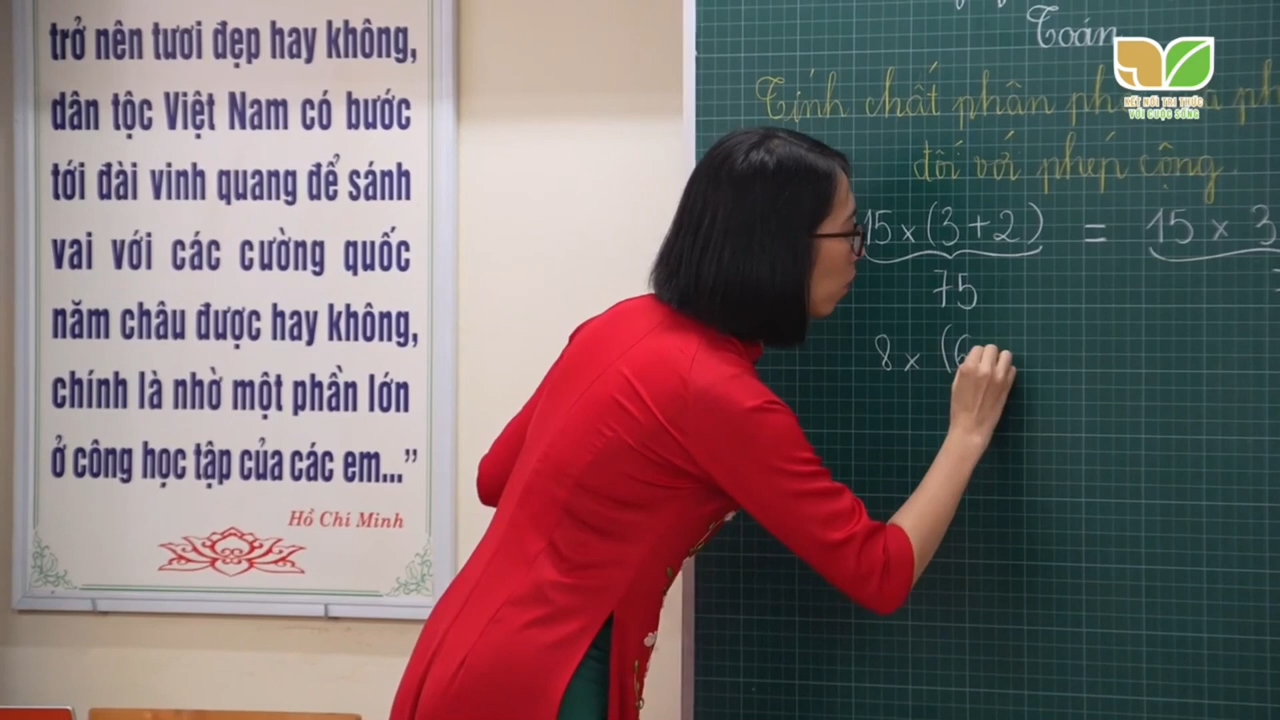 trở nên tươi đẹp hay không,
dân tộc Việt Nam có bước
tới đài vinh quang để sánh
vai với các cường quốc
năm châu được hay không,
chính là nhờ một phần lớn
ở công học tập của các em...”
Hồ Chí Minh
Toán
Tính chất phân
đối với phép cộng.
15 x (3 + 2) = 15 x 3
75
8 x (6
KẾT NỐI TRI THỨC
VỚI CUỘC SỐNG